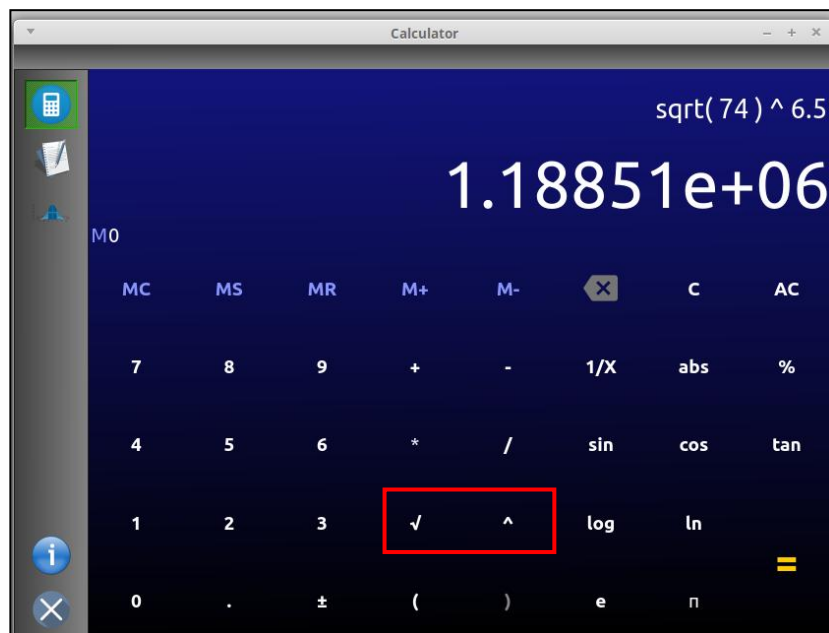 Calculator
sqrt( 74 ) ^ 6.5
1.18851e+06
M0
MC MS MR M+ M- C AC
7 8 9 + - 1/X abs %
4 5 6 * / sin cos tan
1 2 3 √ ^ log ln
=
0 . ± ( ) e п